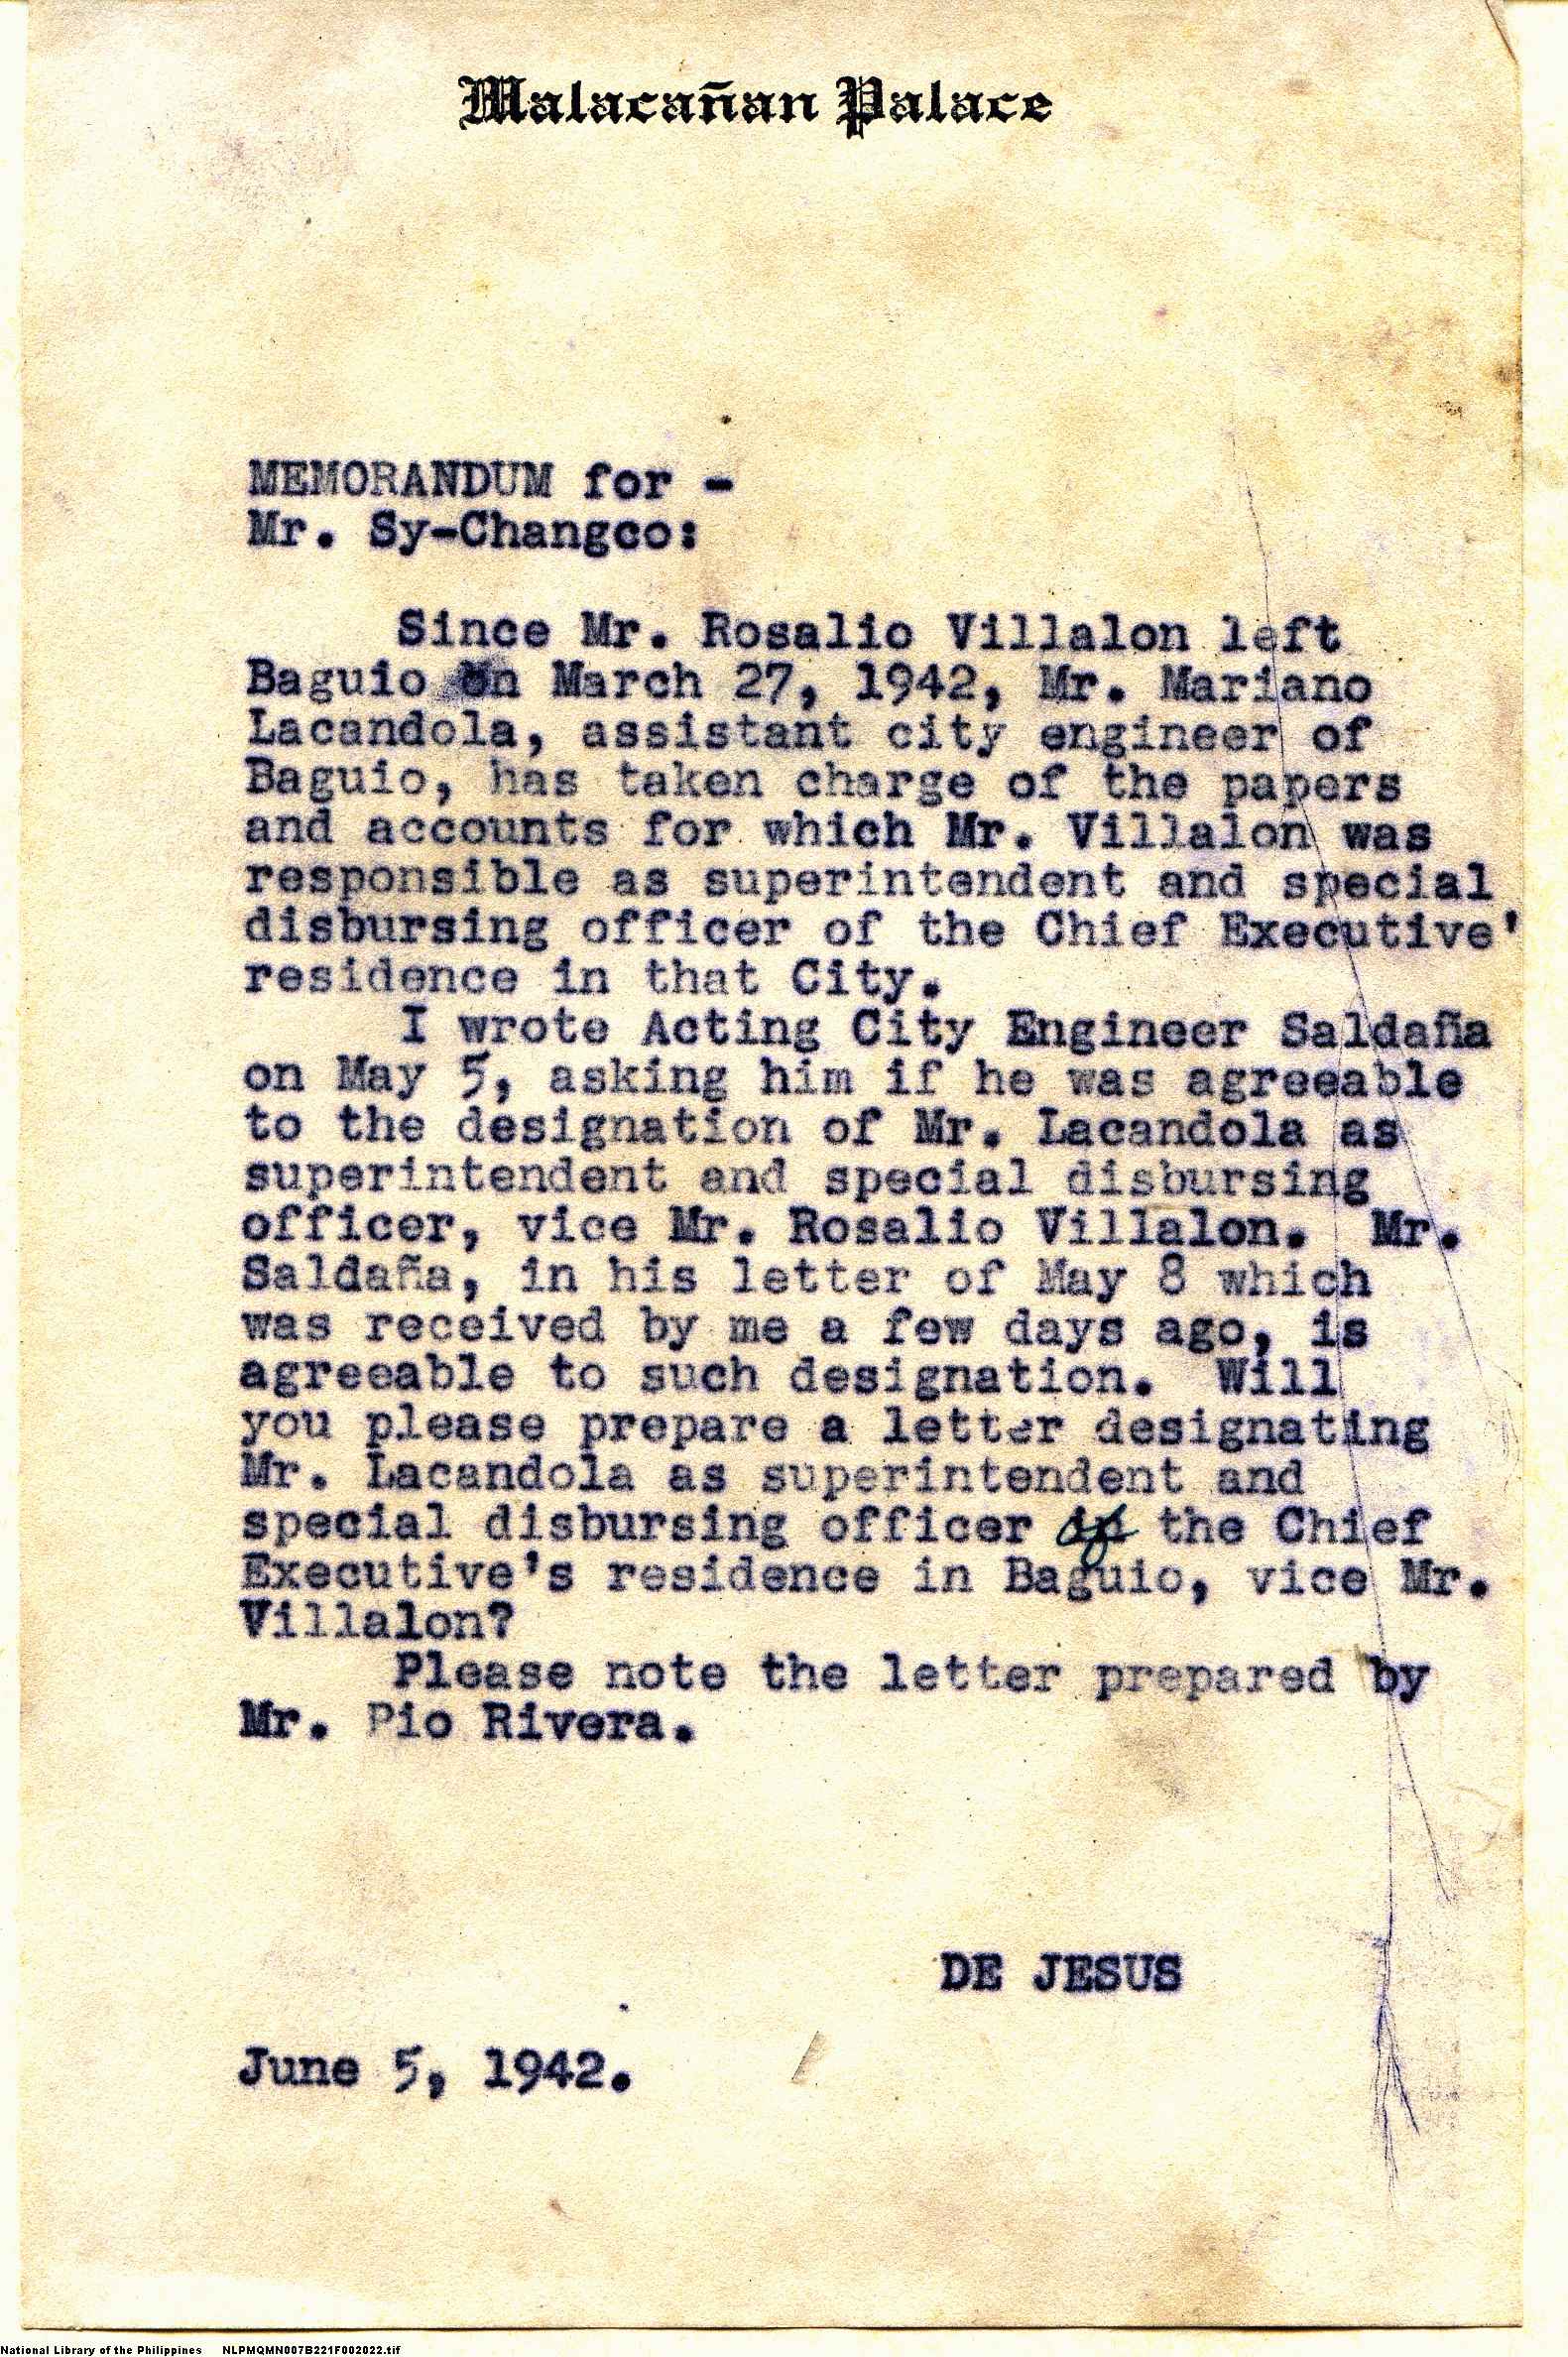 Malacañan Palace
MEMORANDUM for -
Mr. Sy-Changco:
Since Mr. Rosalio Villalon left
Baguio on March 27, 1942, Mr. Mariano
Lacandola, assistant city engineer of
Baguio, has taken charge of the papers
and accounts for which Mr. Villalon was
responsible as superintendent and special
disbursing officer of the Chief Executive'
residence in that City.
I wrote Acting City Engineer Saldaña
on May 5, asking him if he was agreeable
to the designation of Mr. Lacandola as
superintendent and special disbursing
officer, vice Mr. Rosalio Villalon. Mr.
Saldaña, in his letter of May 8 which
was received by me a few days ago, is
agreeable to such designation. Will
you please prepare a letter designating
Mr. Lacandola as superintendent and
special disbursing officer of the Chief
Executive's residence in Baguio, vice Mr.
Villalon?
Please note the letter prepared by
Mr. Pio Rivera.
DE JESUS
June 5, 1942.
National Library of the Philippines NLPMQMN007B221F002022.tif